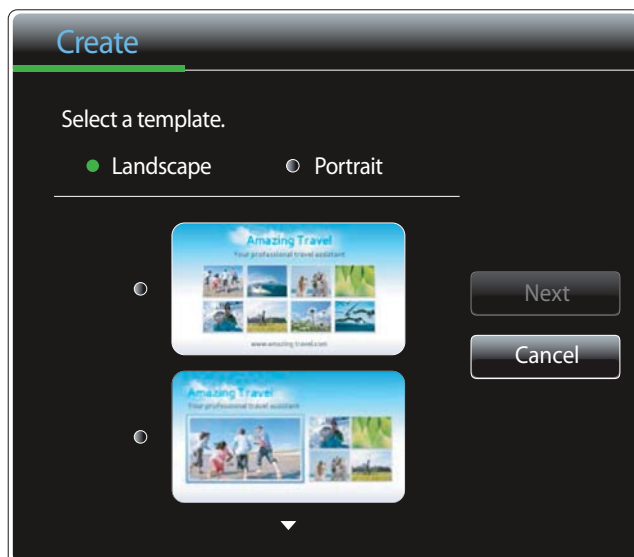 Create
Select a template.
Landscape Portrait
Amazing Travel
Your professional travel assistant
www.amazing travel.com
Next
Cancel
Amazing Travel
Your professional travel assistant